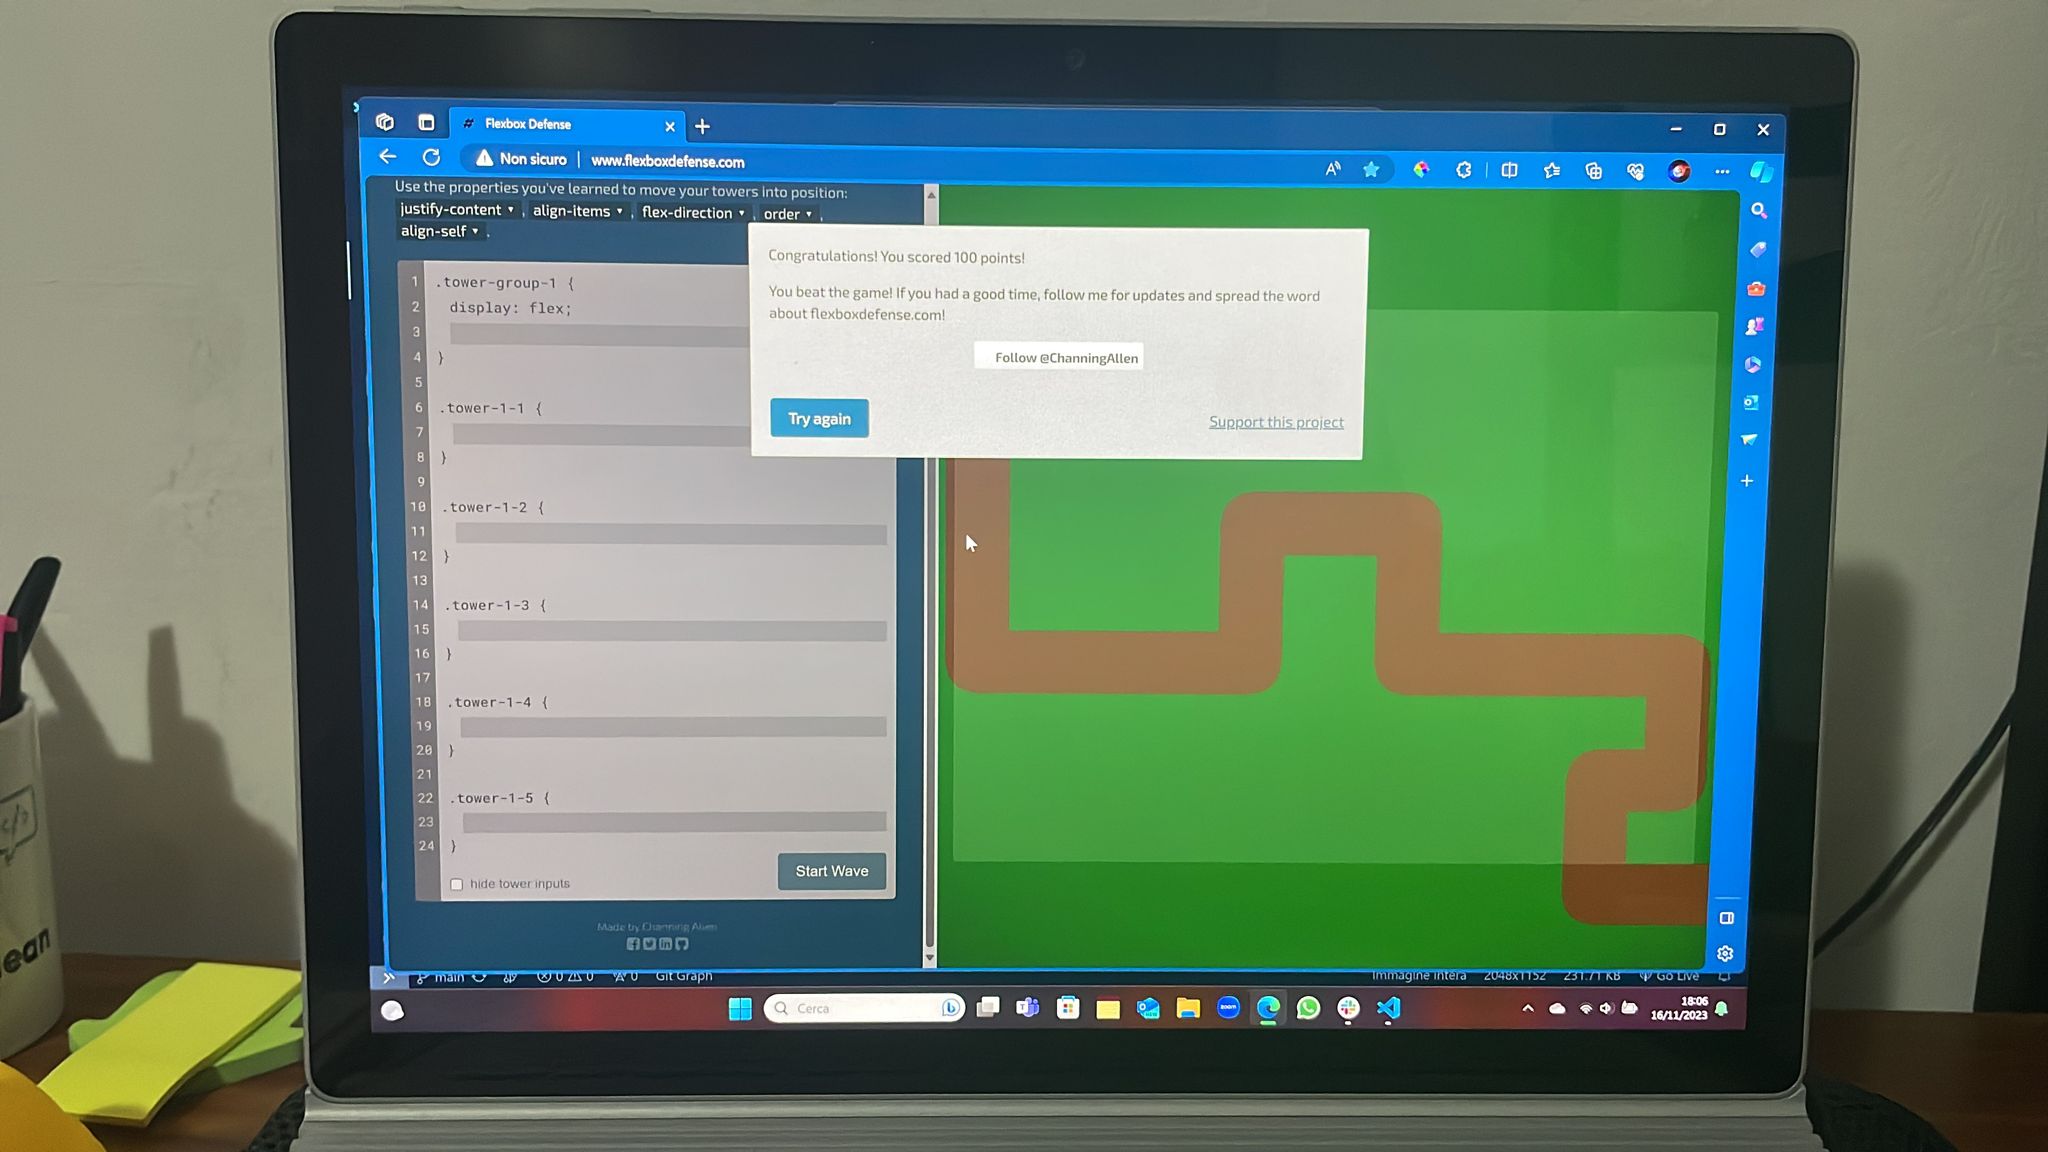 Flexbox Defense
Non sicuro | www.flexboxdefense.com
Use the properties you've learned to move your towers into position:
justify-content ▾ , align-items ▾ , flex-direction ▾ , order ▾ ,
align-self ▾ .
1 .tower-group-1 {
2 display: flex;
3
4 }
5
6 .tower-1-1 {
7
8 }
9
10 .tower-1-2 {
11
12 }
13
14 .tower-1-3 {
15
16 }
17
18 .tower-1-4 {
19
20 }
21
22 .tower-1-5 {
23
24 }
hide tower inputs
Start Wave
Made by Channing Allen
Congratulations! You scored 100 points!
You beat the game! If you had a good time, follow me for updates and spread the word
about flexboxdefense.com!
Follow @ChanningAllen
Try again
Support this project
main 0 0 0 Git Graph
Immagine intera 2048x1152 231.71 KB Go Live
Cerca
zoom
18:06
16/11/2023